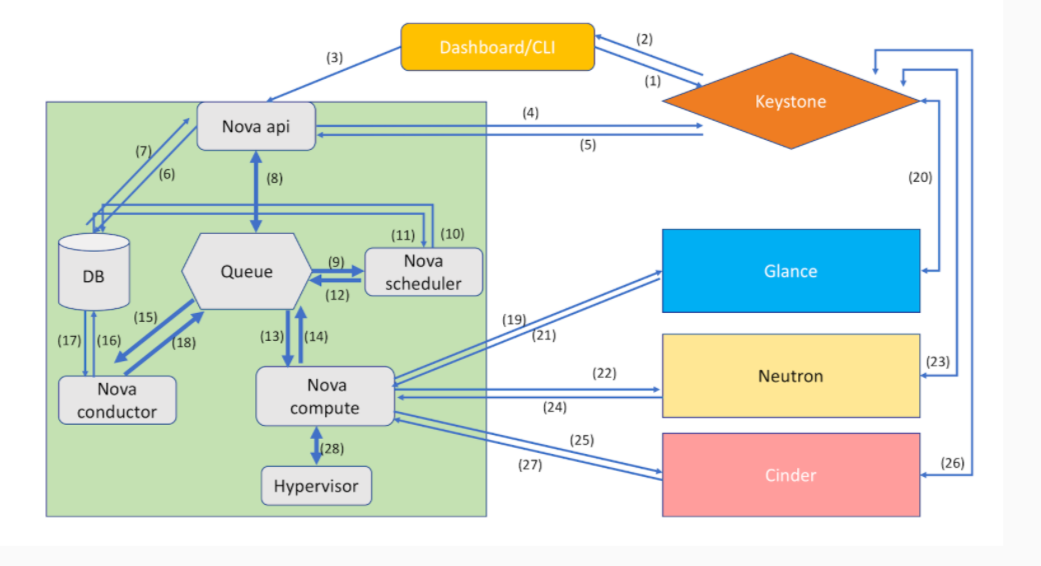 Dashboard/CLI
(2)
(3)
(1)
Keystone
Nova api
(4)
(5)
(7)
(6)
(8)
(20)
(11)
(10)
DB
Queue
(9)
Nova
scheduler
(12)
Glance
(15)
(19)
(21)
(17)
(16)
(18)
(13)
(14)
(22)
(23)
Neutron
Nova
conductor
Nova
compute
(24)
(25)
(27)
(28)
(26)
Hypervisor
Cinder